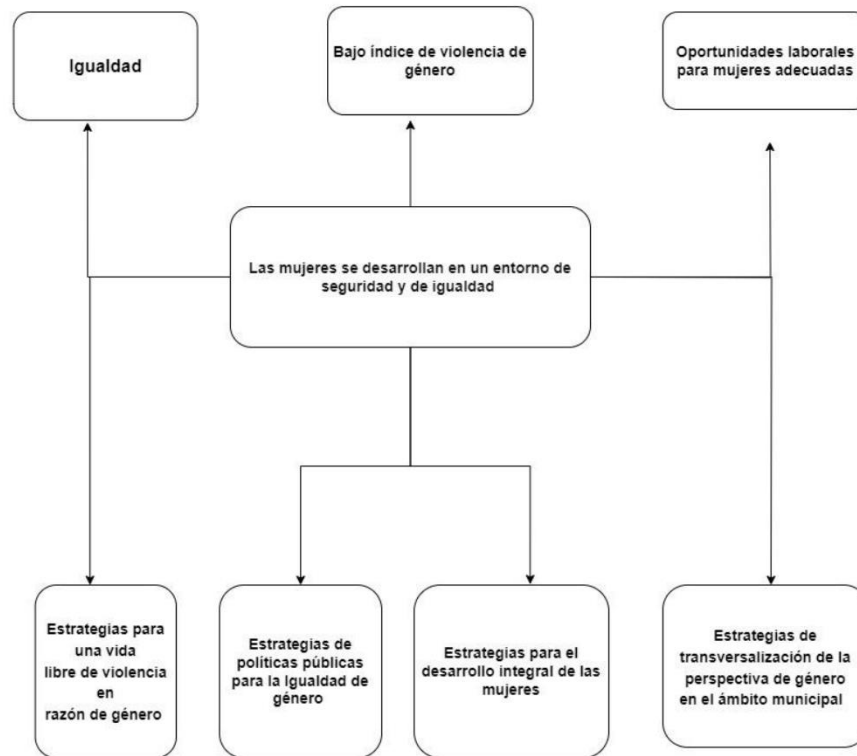 Igualdad
Bajo índice de violencia de
género
Oportunidades laborales
para mujeres adecuadas
Las mujeres se desarrollan en un entorno de
seguridad y de igualdad
Estrategias para
una vida
libre de violencia
en
razón de género
Estrategias de
políticas públicas
para la Igualdad de
género
Estrategias para el
desarrollo integral de las
mujeres
Estrategias de
transversalización de la
perspectiva de género
en el ámbito municipal